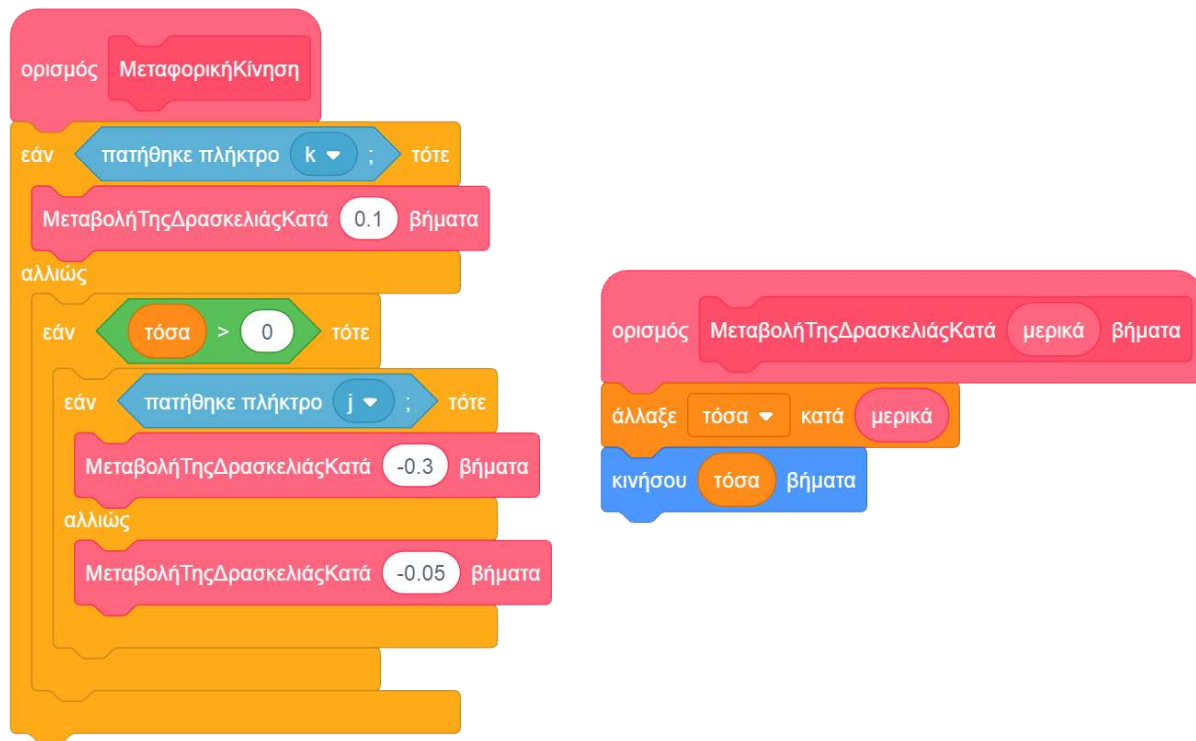 ορισμός ΜεταφορικήΚίνηση
εάν πατήθηκε πλήκτρο k ; τότε
ΜεταβολήΤηςΔρασκελιάςΚατά 0.1 βήματα
αλλιώς
εάν τόσα > 0 τότε
εάν πατήθηκε πλήκτρο j ; τότε
ΜεταβολήΤηςΔρασκελιάςΚατά -0.3 βήματα
αλλιώς
ΜεταβολήΤηςΔρασκελιάςΚατά -0.05 βήματα
ορισμός ΜεταβολήΤηςΔρασκελιάςΚατά μερικά βήματα
άλλαξε τόσα κατά μερικά
κινήσου τόσα βήματα